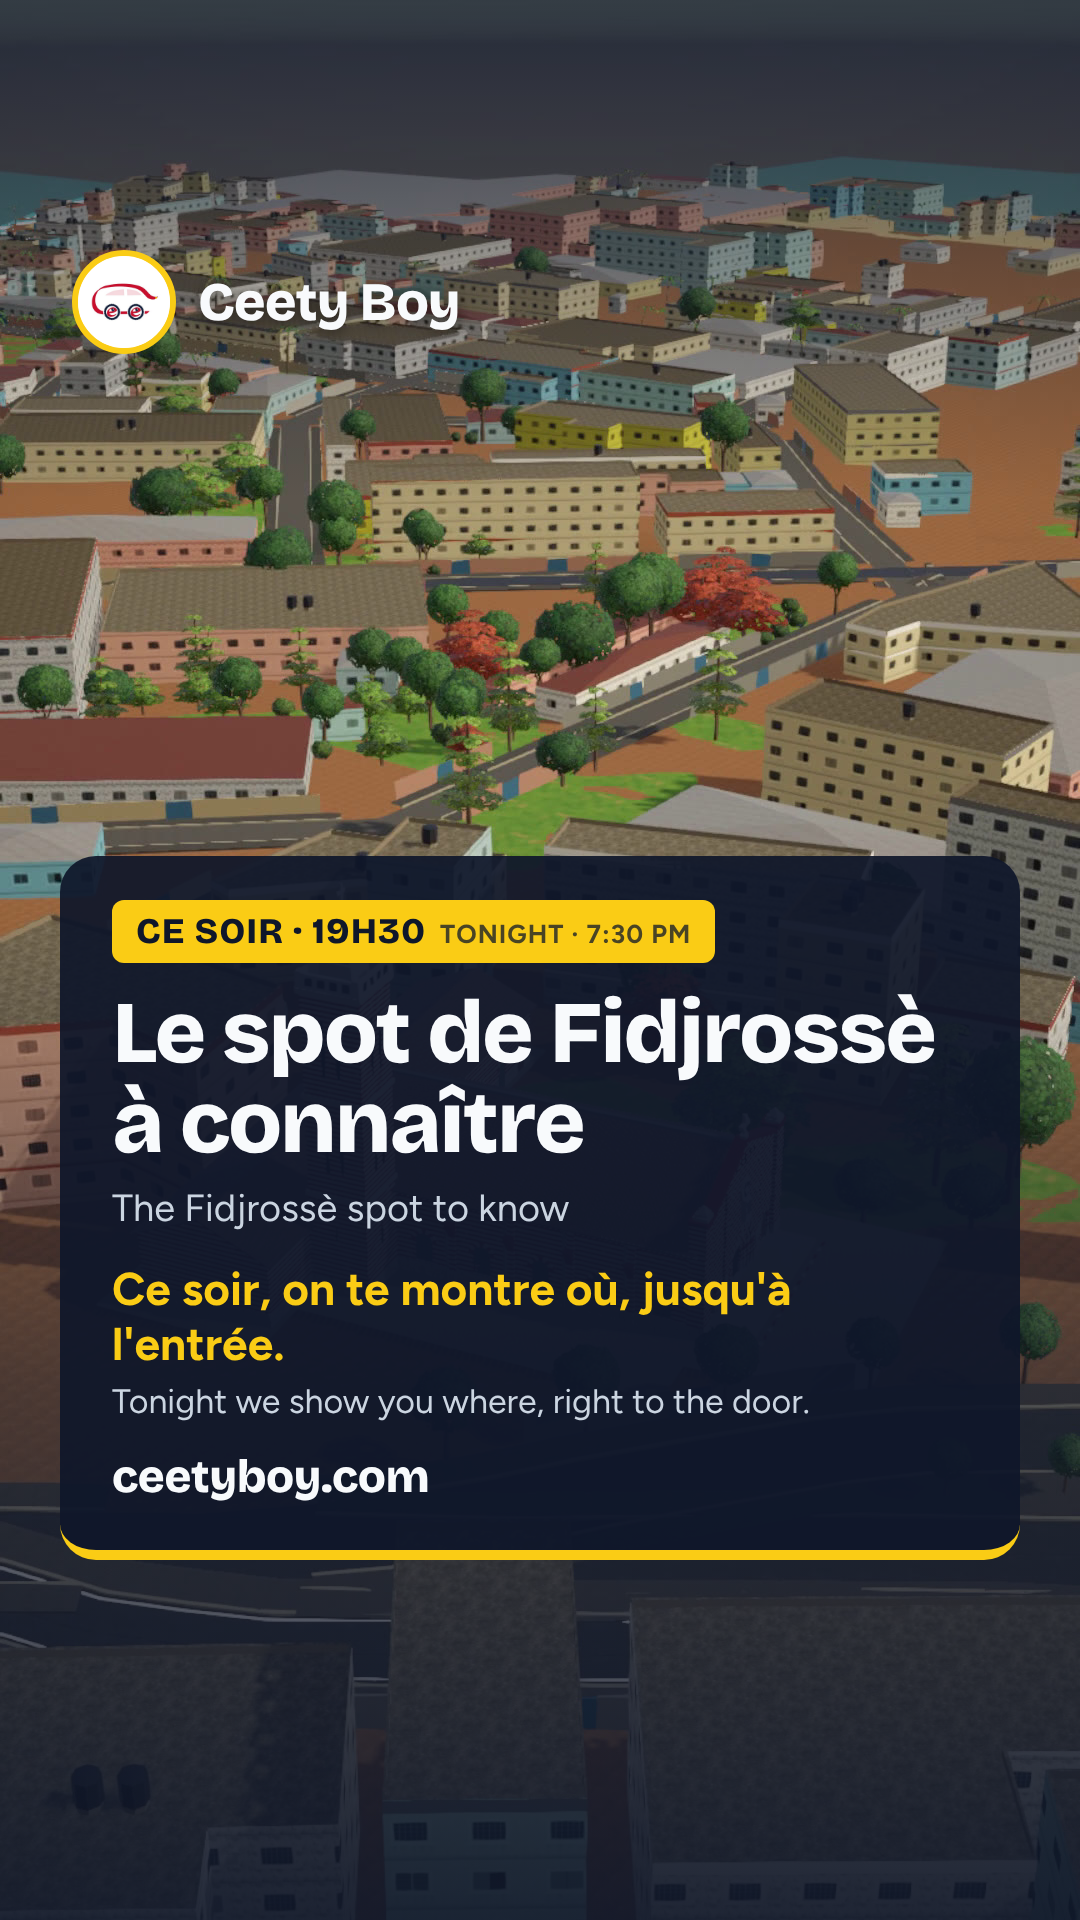 Ceety Boy
CE SOIR · 19H30 TONIGHT · 7:30 PM
Le spot de Fidjrossè
à connaître
The Fidjrossè spot to know
Ce soir, on te montre où, jusqu'à
l'entrée.
Tonight we show you where, right to the door.
ceetyboy.com